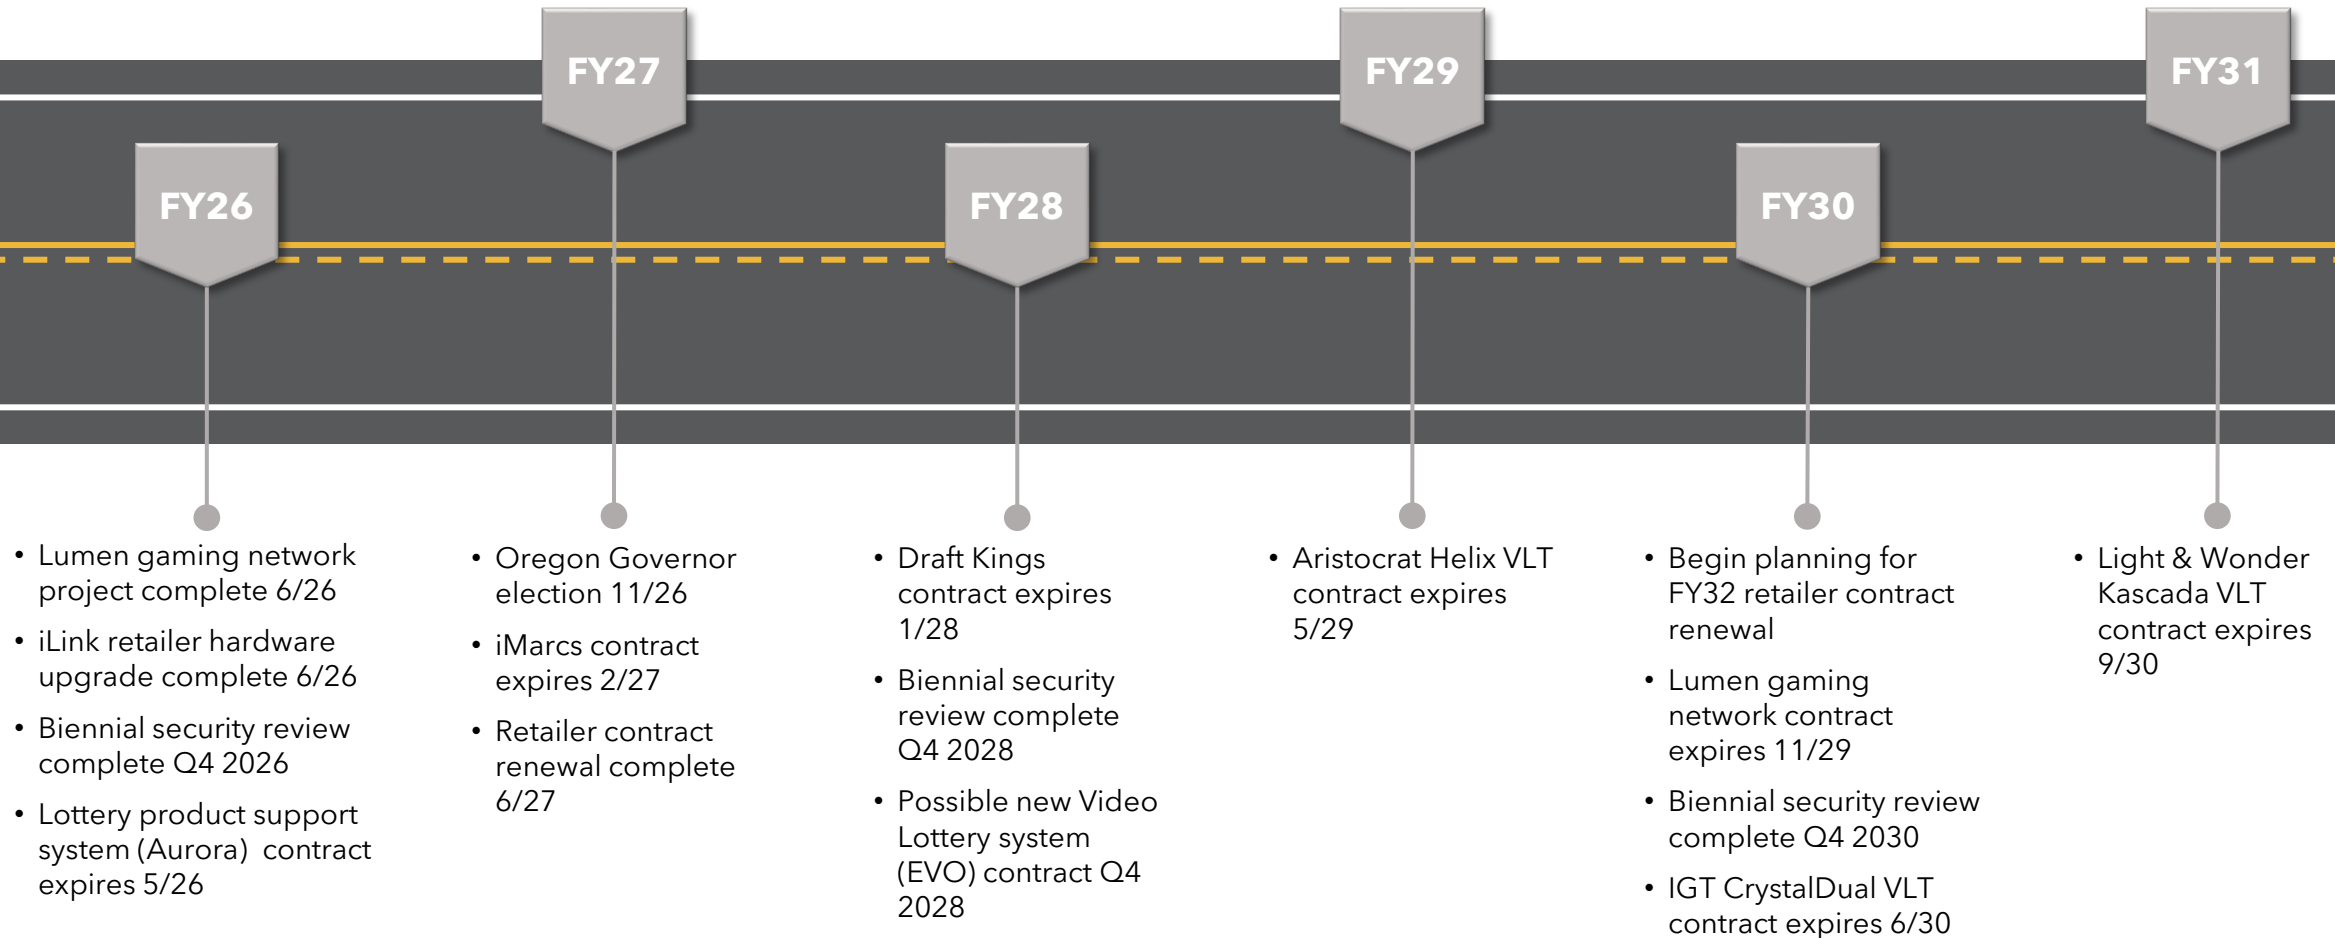 FY26
• Lumen gaming network
project complete 6/26
• iLink retailer hardware
upgrade complete 6/26
• Biennial security review
complete Q4 2026
• Lottery product support
system (Aurora)  contract
expires 5/26
FY27
• Oregon Governor
election 11/26
• iMarcs contract
expires 2/27
• Retailer contract
renewal complete
6/27
FY28
• Draft Kings
contract expires
1/28
• Biennial security
review complete
Q4 2028
• Possible new Video
Lottery system
(EVO) contract Q4
2028
FY29
• Aristocrat Helix VLT
contract expires
5/29
FY30
• Begin planning for
FY32 retailer contract
renewal
• Lumen gaming
network contract
expires 11/29
• Biennial security review
complete Q4 2030
• IGT CrystalDual VLT
contract expires 6/30
FY31
• Light & Wonder
Kascada VLT
contract expires
9/30